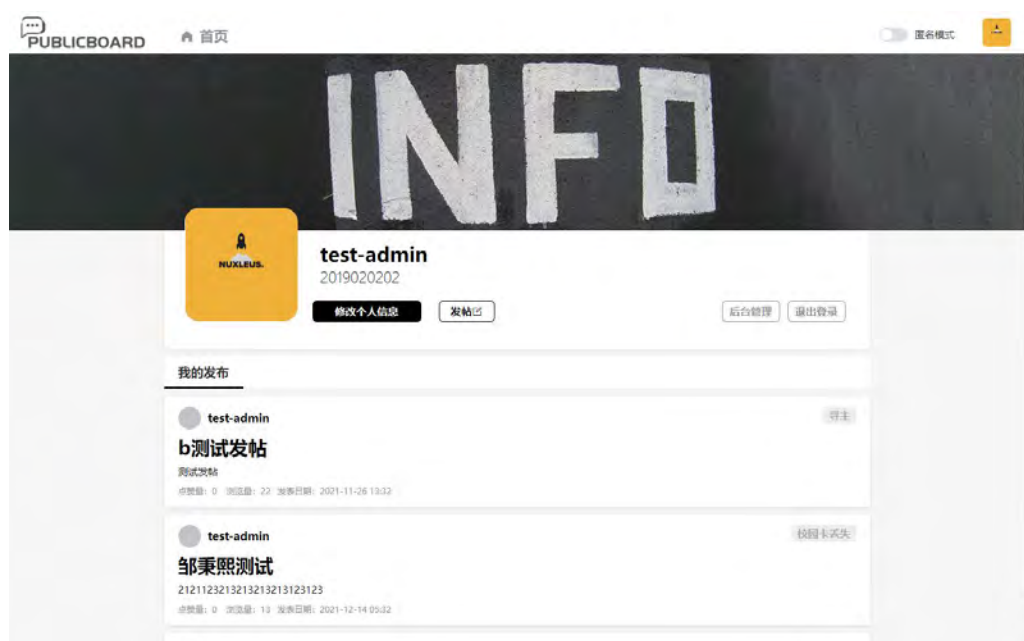 PUBLICBOARD
首页
匿名模式
INFO
NUXLEUS.
test-admin
2019020202
修改个人信息
发帖
后台管理
退出登录
我的发布
test-admin
寻主
b测试发帖
测试发帖
点赞量：0 浏览量：22 发表日期：2021-11-26 13:32
test-admin
校园卡丢失
邹秉熙测试
2121123213213213213123123
点赞量：0 浏览量：13 发表日期：2021-12-14 05:32